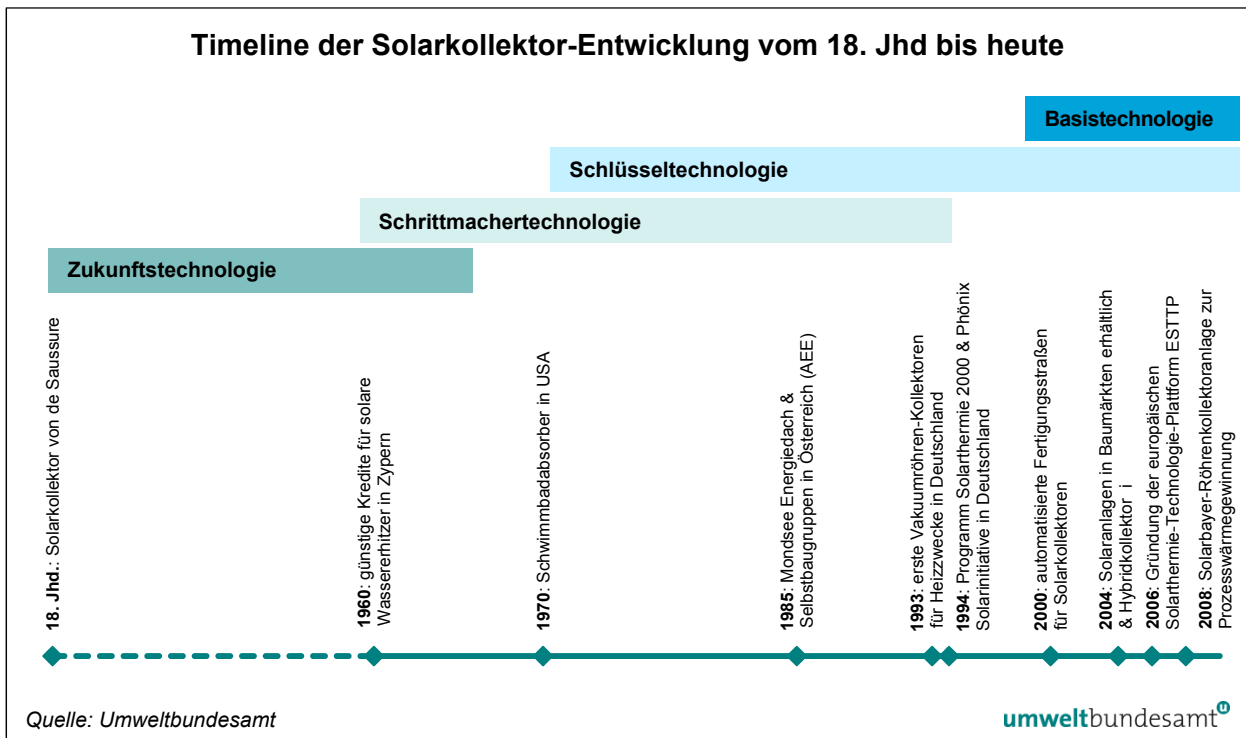 Timeline der Solarkollektor-Entwicklung vom 18. Jhd bis heute
Basistechnologie
Schlüsseltechnologie
Schrittmachertechnologie
Zukunftstechnologie
18. Jhd.: Solarkollektor von de Saussure
1960: günstige Kredite für solare
Wassererhitzer in Zypern
1970: Schwimmbadabsorber in USA
1985: Mondsee Energiedach &
Selbstbaugruppen in Österreich (AEE)
1993: erste Vakuumröhren-Kollektoren
für Heizzwecke in Deutschland
1994: Programm Solarthermie 2000 & Phönix
Solarinitiative in Deutschland
2000: automatisierte Fertigungsstraßen
für Solarkollektoren
2004: Solaranlagen in Baumärkten erhältlich
& Hybridkollektor i
2006: Gründung der europäischen
Solarthermie-Technologie-Plattform ESTTP
2008: Solarbayer-Röhrenkollektoranlage zur
Prozesswärmegewinnung
Quelle: Umweltbundesamt
umweltbundesamt u